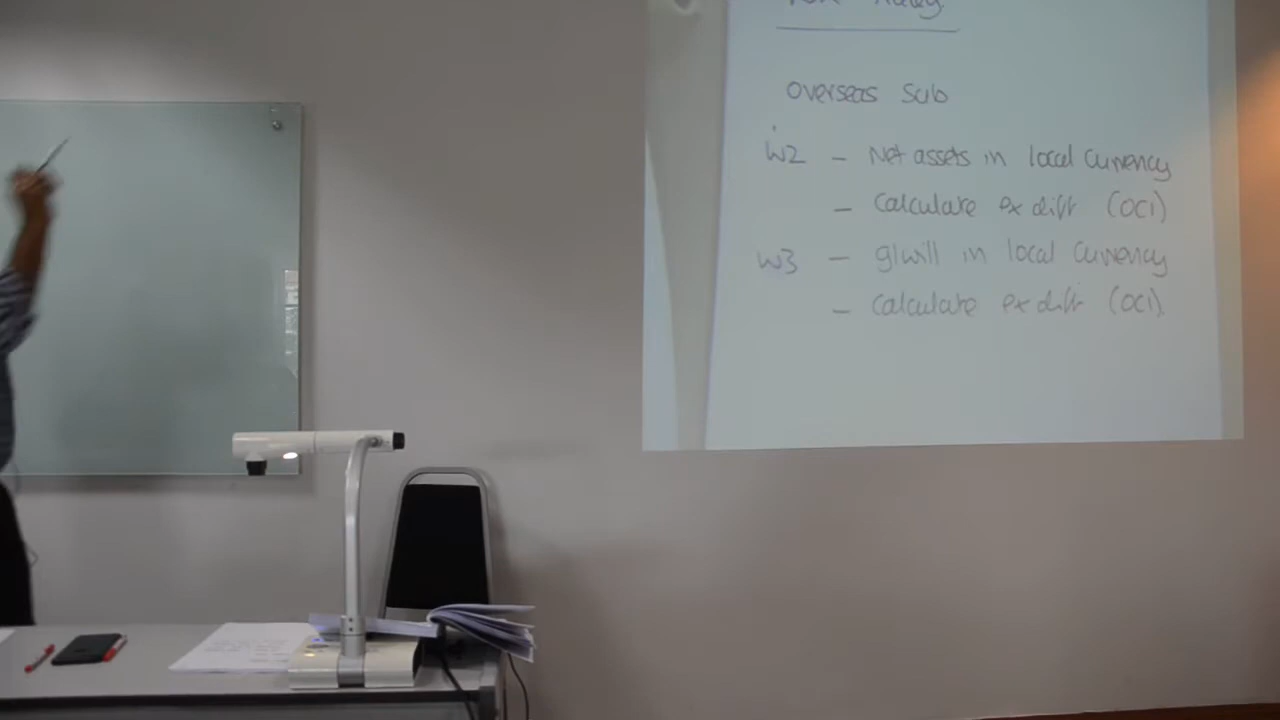 overseas sub
W2 - Net assets in local currency
- Calculate ex diff (OCI)
W3 - g/will in local currency
- Calculate ex diff (OCI).